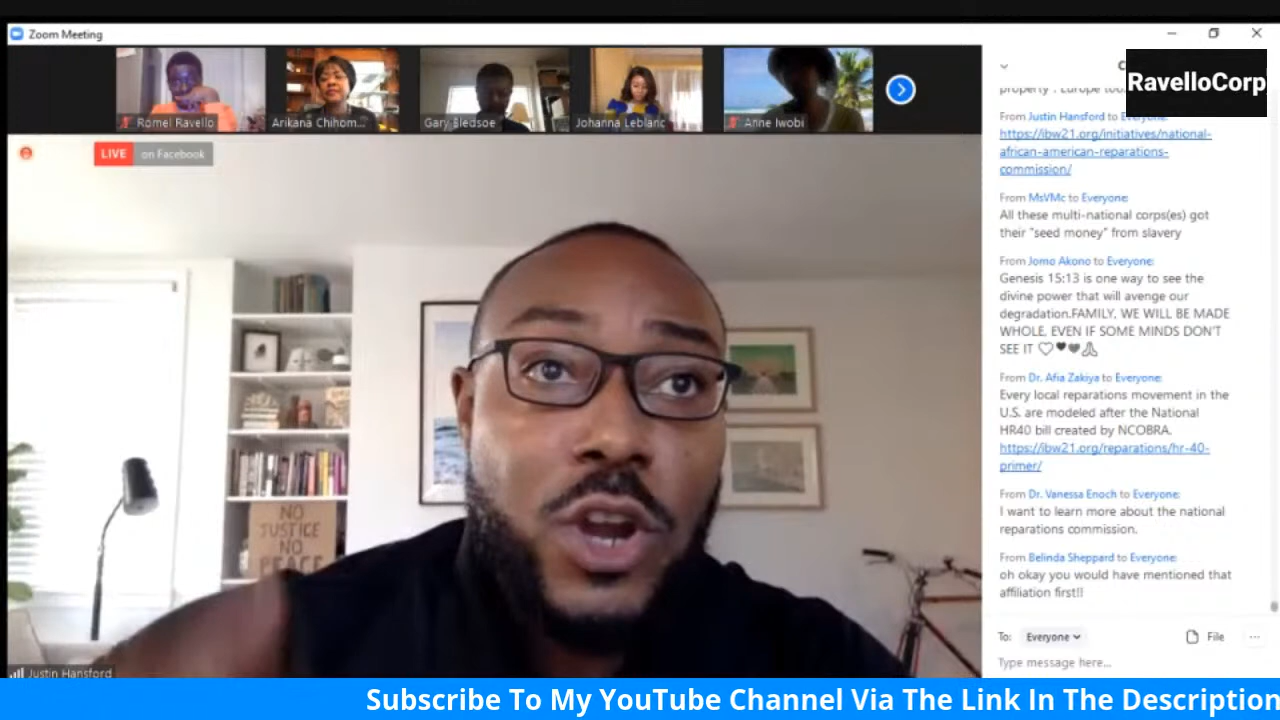 Zoom Meeting
RavelloCorp
Romel Ravello
Arikana Chihom...
Gary Bledsoe
Johanna Leblanc
Anne Iwobi
LIVE on Facebook
NO
JUSTICE
NO
PEACE
Justin Hansford
property . Europe too.
From Justin Hansford to Everyone:
https://ibw21.org/initiatives/national-
african-american-reparations-
commission/
From MsVMc to Everyone:
All these multi-national corps(es) got
their "seed money" from slavery
From Jomo Akono to Everyone:
Genesis 15:13 is one way to see the
divine power that will avenge our
degradation.FAMILY, WE WILL BE MADE
WHOLE, EVEN IF SOME MINDS DON'T
SEE IT
From Dr. Afia Zakiya to Everyone:
Every local reparations movement in the
U.S. are modeled after the National
HR40 bill created by NCOBRA.
https://ibw21.org/reparations/hr-40-
primer/
From Dr. Vanessa Enoch to Everyone:
I want to learn more about the national
reparations commission.
From Belinda Sheppard to Everyone:
oh okay you would have mentioned that
affiliation first!!
To: Everyone File ...
Type message here...
Subscribe To My YouTube Channel Via The Link In The Description